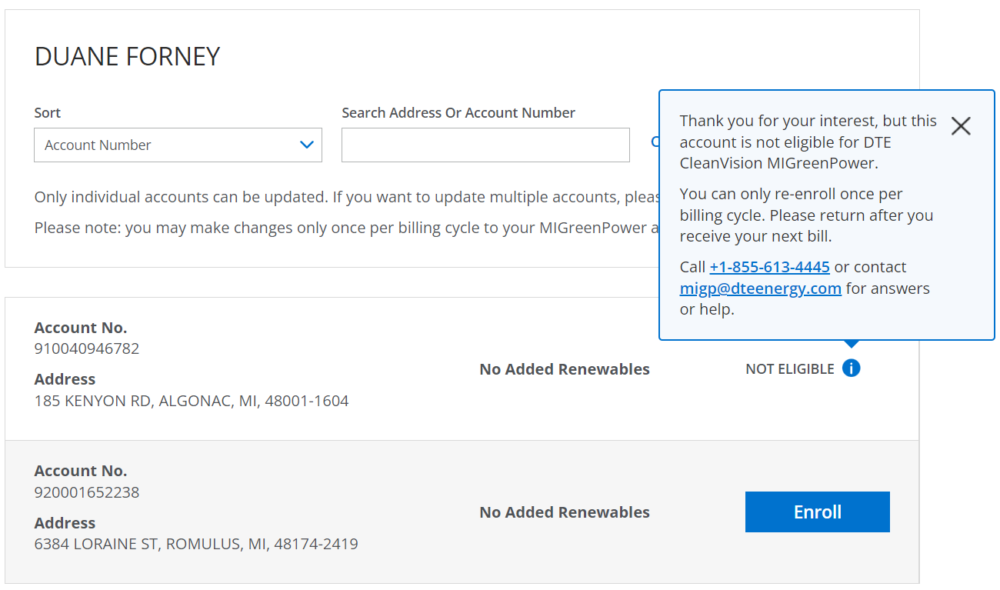 DUANE FORNEY
Sort
Account Number
Search Address Or Account Number
Only individual accounts can be updated. If you want to update multiple accounts,
Please note: you may make changes only once per billing cycle to your MIGreenPower
Thank you for your interest, but this
account is not eligible for DTE
CleanVision MIGreenPower.
You can only re-enroll once per
billing cycle. Please return after you
receive your next bill.
Call +1-855-613-4445 or contact
migp@dteenergy.com for answers
or help.
Account No.
910040946782
Address
185 KENYON RD, ALGONAC, MI, 48001-1604
No Added Renewables
NOT ELIGIBLE
Account No.
920001652238
Address
6384 LORAINE ST, ROMULUS, MI, 48174-2419
No Added Renewables
Enroll